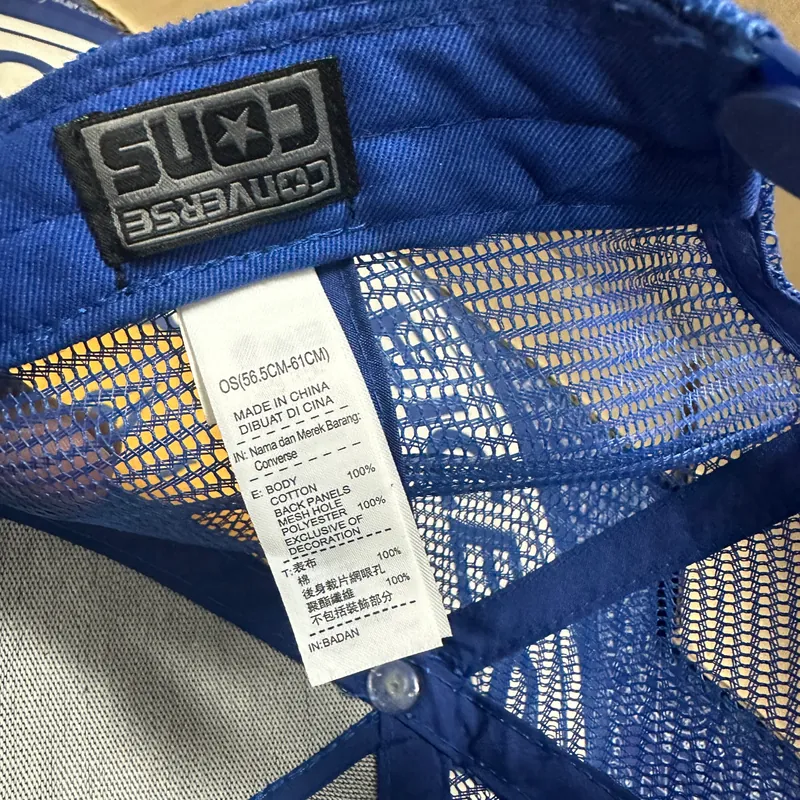 CONS
CONVERSE
OS(56.5CM-61CM)
MADE IN CHINA
DIBUAT DI CINA
IN: Nama dan Merek Barang:
Converse
E: BODY
COTTON 100%
BACK PANELS
MESH HOLE
POLYESTER 100%
EXCLUSIVE OF
DECORATION
T: 表布
棉 100%
後身裁片網眼孔
聚酯纖維 100%
不包括裝飾部分
IN:BADAN